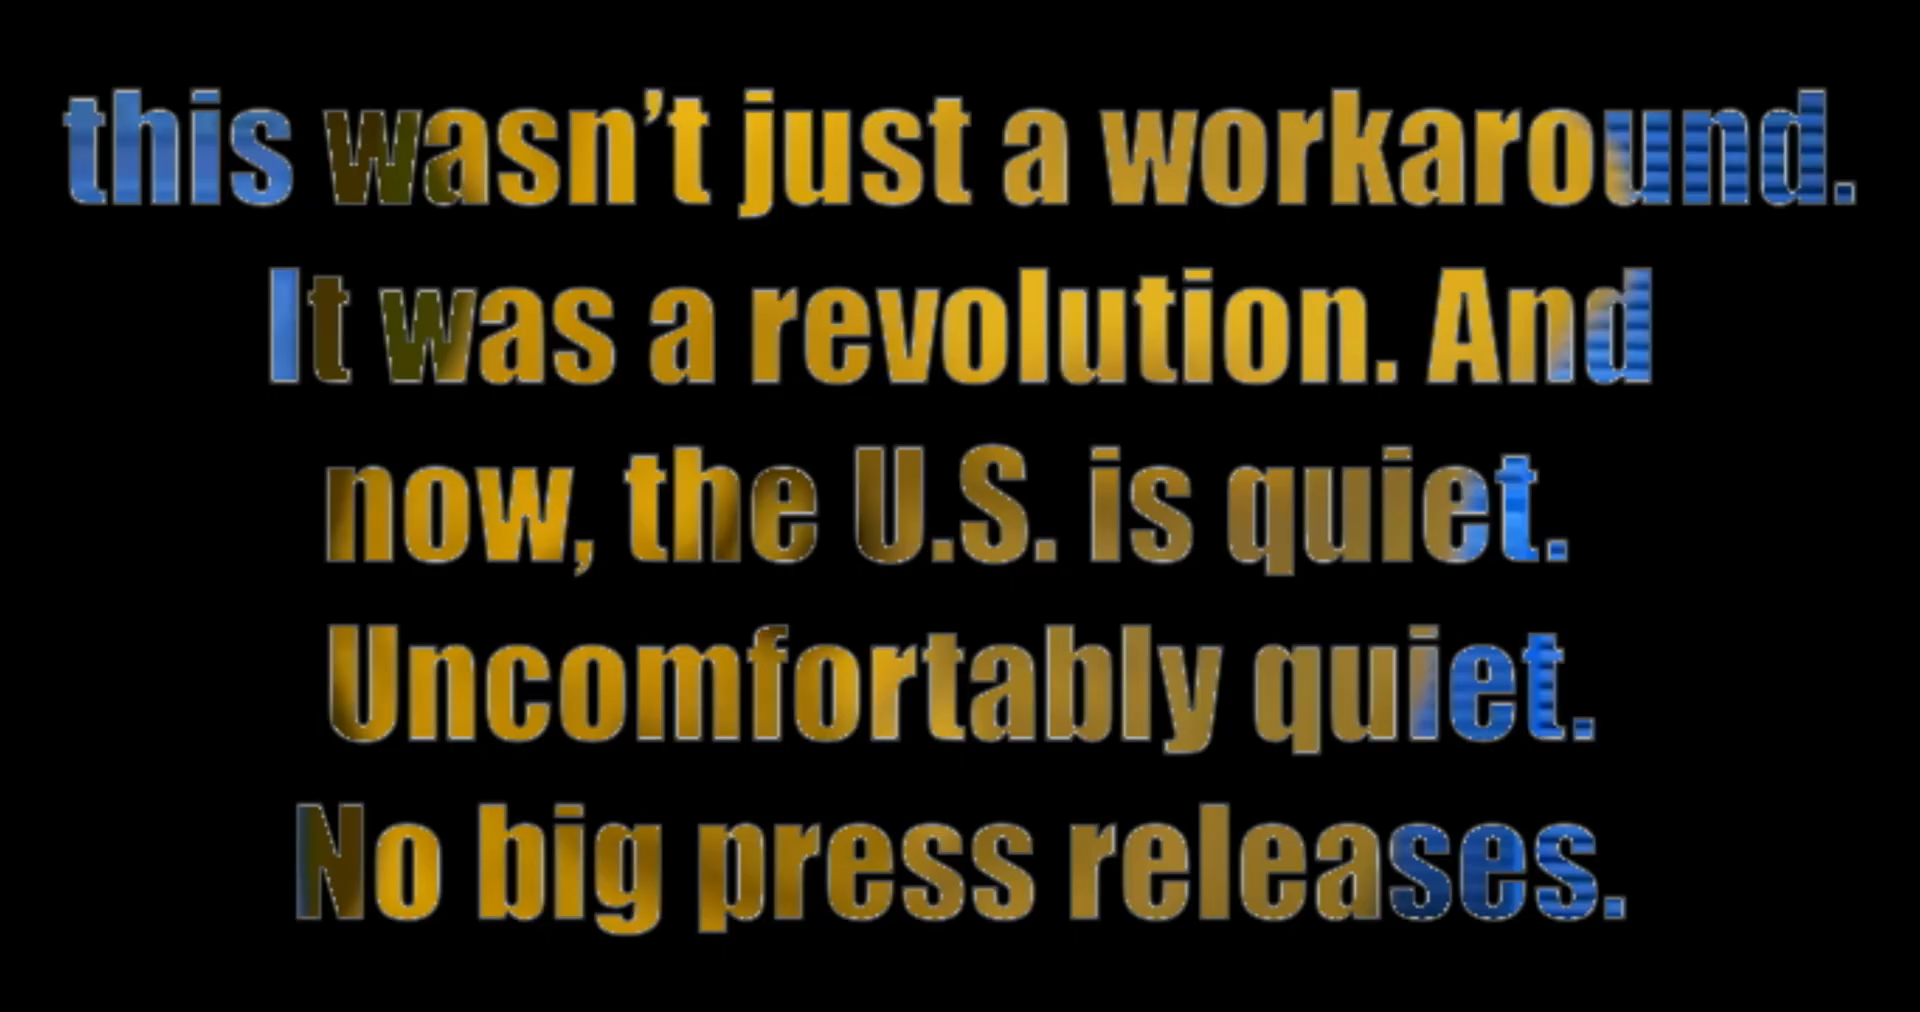 this wasn’t just a workaround.
It was a revolution. And
now, the U.S. is quiet.
Uncomfortably quiet.
No big press releases.